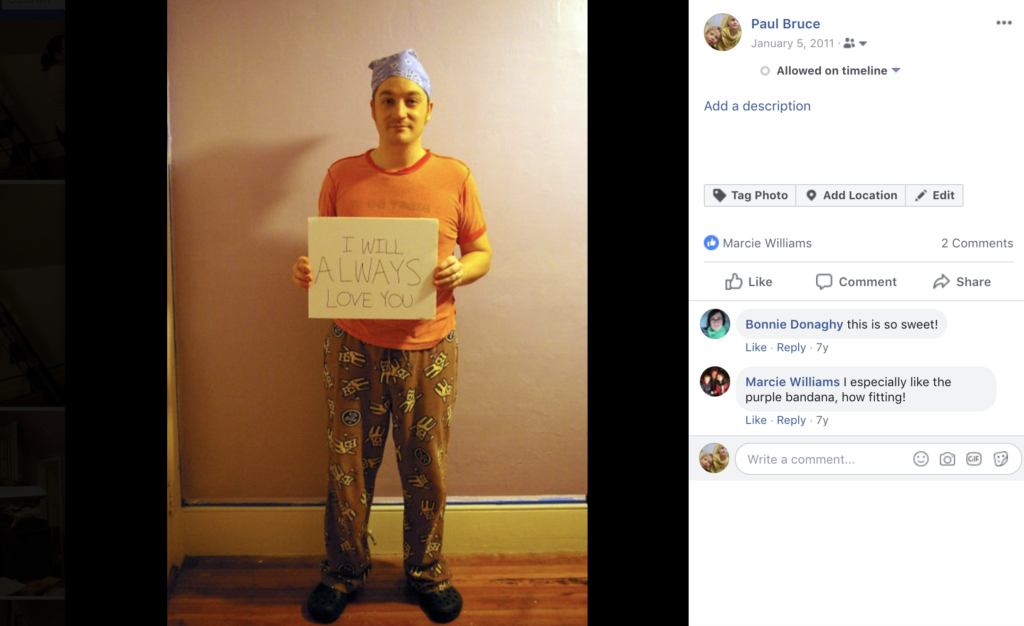 I WILL
ALWAYS
LOVE YOU
Paul Bruce
January 5, 2011 ·
Allowed on timeline
Add a description
Tag Photo Add Location Edit
Marcie Williams 2 Comments
Like Comment Share
Bonnie Donaghy this is so sweet!
Like · Reply · 7y
Marcie Williams I especially like the
purple bandana, how fitting!
Like · Reply · 7y
Write a comment...
GIF